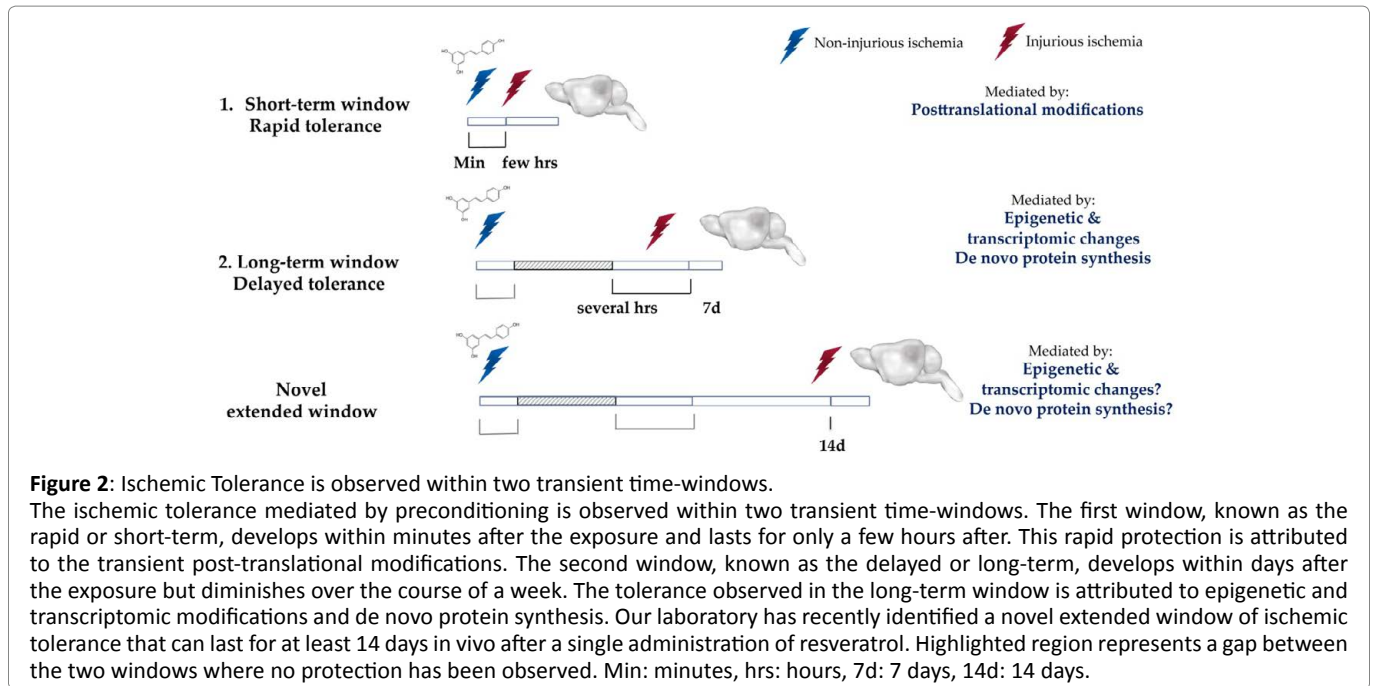 HO
OH
OH
Non-injurious ischemia
Injurious ischemia
1. Short-term window
Rapid tolerance
Mediated by:
Posttranslational modifications
Min
few hrs
HO
OH
OH
2. Long-term window
Delayed tolerance
Mediated by:
Epigenetic &
transcriptomic changes
De novo protein synthesis
several hrs
7d
HO
OH
OH
Novel
extended window
Mediated by:
Epigenetic &
transcriptomic changes?
De novo protein synthesis?
14d
Figure 2: Ischemic Tolerance is observed within two transient time-windows.
The ischemic tolerance mediated by preconditioning is observed within two transient time-windows. The first window, known as the
rapid or short-term, develops within minutes after the exposure and lasts for only a few hours after. This rapid protection is attributed
to the transient post-translational modifications. The second window, known as the delayed or long-term, develops within days after
the exposure but diminishes over the course of a week. The tolerance observed in the long-term window is attributed to epigenetic and
transcriptomic modifications and de novo protein synthesis. Our laboratory has recently identified a novel extended window of ischemic
tolerance that can last for at least 14 days in vivo after a single administration of resveratrol. Highlighted region represents a gap between
the two windows where no protection has been observed. Min: minutes, hrs: hours, 7d: 7 days, 14d: 14 days.